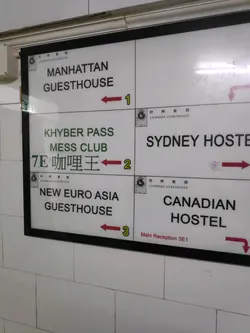 MANHATTAN
GUESTHOUSE
1
KHYBER PASS
MESS CLUB
7E 咖哩王
2
SYDNEY HOSTE
NEW EURO ASIA
GUESTHOUSE
3
CANADIAN
HOSTEL
Main Reception 3E1